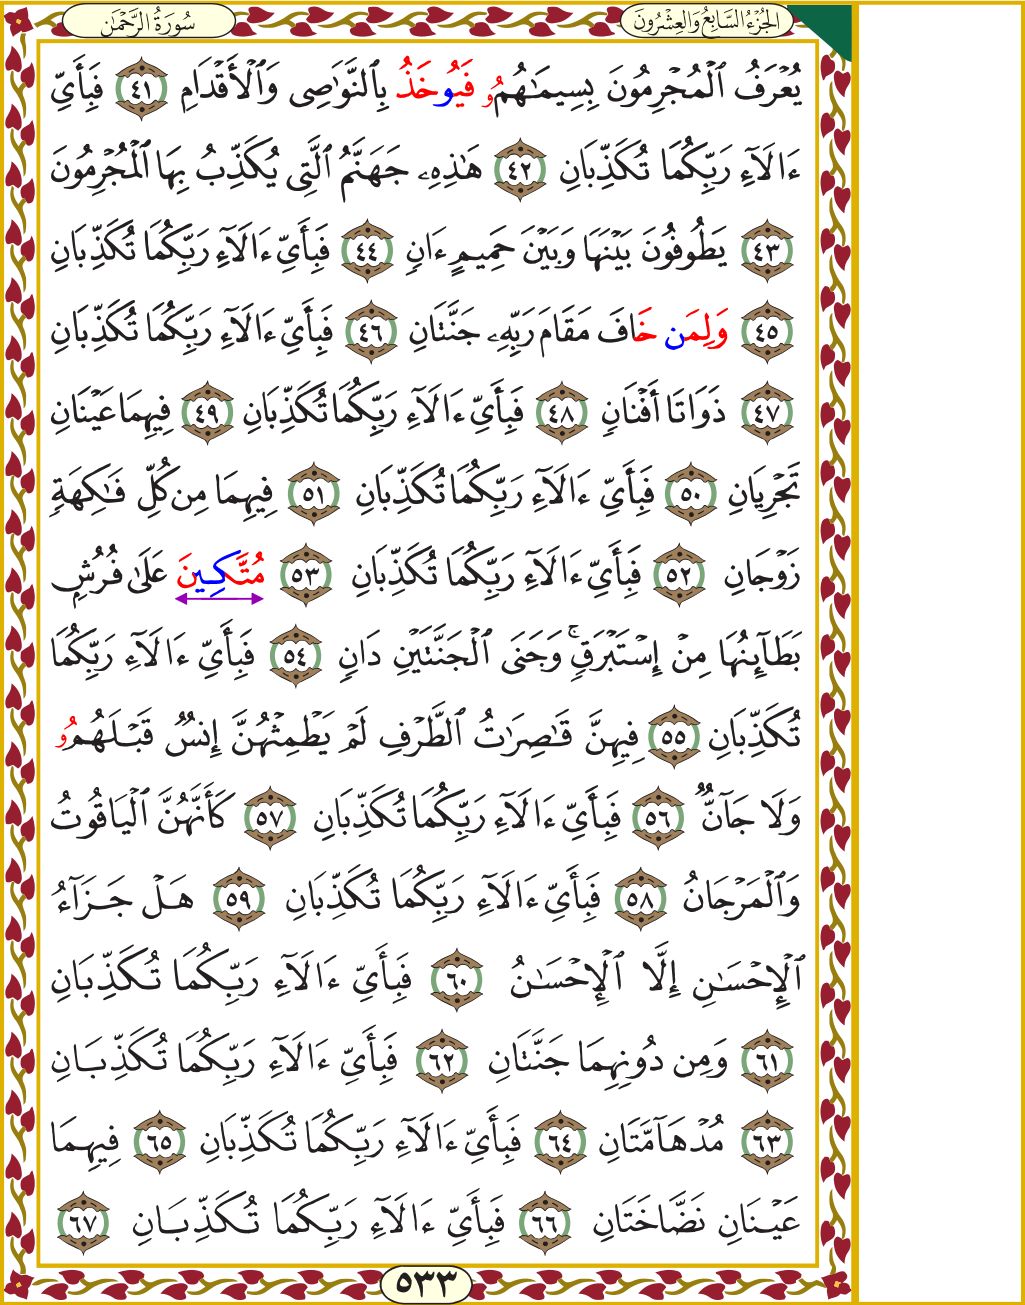 الجُزْءُ السَّابِعُ وَالعِشْرُونَ
سُورَةُ الرَّحْمَٰن
يُعْرَفُ ٱلْمُجْرِمُونَ بِسِيمَٰهُمُۥ فَيُوخَذُ بِٱلنَّوَٰصِى وَٱلْأَقْدَامِ ٤١ فَبِأَىِّ
ءَالَآءِ رَبِّكُمَا تُكَذِّبَانِ ٤٢ هَٰذِهِۦ جَهَنَّمُ ٱلَّتِى يُكَذِّبُ بِهَا ٱلْمُجْرِمُونَ
٤٣ يَطُوفُونَ بَيْنَهَا وَبَيْنَ حَمِيمٍ ءَانٍ ٤٤ فَبِأَىِّ ءَالَآءِ رَبِّكُمَا تُكَذِّبَانِ
٤٥ وَلِمَن خَافَ مَقَامَ رَبِّهِۦ جَنَّتَانِ ٤٦ فَبِأَىِّ ءَالَآءِ رَبِّكُمَا تُكَذِّبَانِ
٤٧ ذَوَاتَا أَفْنَانٍ ٤٨ فَبِأَىِّ ءَالَآءِ رَبِّكُمَا تُكَذِّبَانِ ٤٩ فِيهِمَا عَيْنَانِ
تَجْرِيَانِ ٥٠ فَبِأَىِّ ءَالَآءِ رَبِّكُمَا تُكَذِّبَانِ ٥١ فِيهِمَا مِن كُلِّ فَٰكِهَةٍ
زَوْجَانِ ٥٢ فَبِأَىِّ ءَالَآءِ رَبِّكُمَا تُكَذِّبَانِ ٥٣ مُتَّكِـينَ عَلَىٰ فُرُشٍ
بَطَآئِنُهَا مِنْ إِسْتَبْرَقٍ ۚ وَجَنَى ٱلْجَنَّتَيْنِ دَانٍ ٥٤ فَبِأَىِّ ءَالَآءِ رَبِّكُمَا
تُكَذِّبَانِ ٥٥ فِيهِنَّ قَٰصِرَٰتُ ٱلطَّرْفِ لَمْ يَطْمِثْهُنَّ إِنسٌ قَبْلَهُمُۥ
وَلَا جَآنٌّ ٥٦ فَبِأَىِّ ءَالَآءِ رَبِّكُمَا تُكَذِّبَانِ ٥٧ كَأَنَّهُنَّ ٱلْيَاقُوتُ
وَٱلْمَرْجَانُ ٥٨ فَبِأَىِّ ءَالَآءِ رَبِّكُمَا تُكَذِّبَانِ ٥٩ هَلْ جَزَآءُ
ٱلْإِحْسَٰنِ إِلَّا ٱلْإِحْسَٰنُ ٦٠ فَبِأَىِّ ءَالَآءِ رَبِّكُمَا تُكَذِّبَانِ
٦١ وَمِن دُونِهِمَا جَنَّتَانِ ٦٢ فَبِأَىِّ ءَالَآءِ رَبِّكُمَا تُكَذِّبَانِ
٦٣ مُدْهَآمَّتَانِ ٦٤ فَبِأَىِّ ءَالَآءِ رَبِّكُمَا تُكَذِّبَانِ ٦٥ فِيهِمَا
عَيْنَانِ نَضَّاخَتَانِ ٦٦ فَبِأَىِّ ءَالَآءِ رَبِّكُمَا تُكَذِّبَانِ ٦٧
٥٣٣